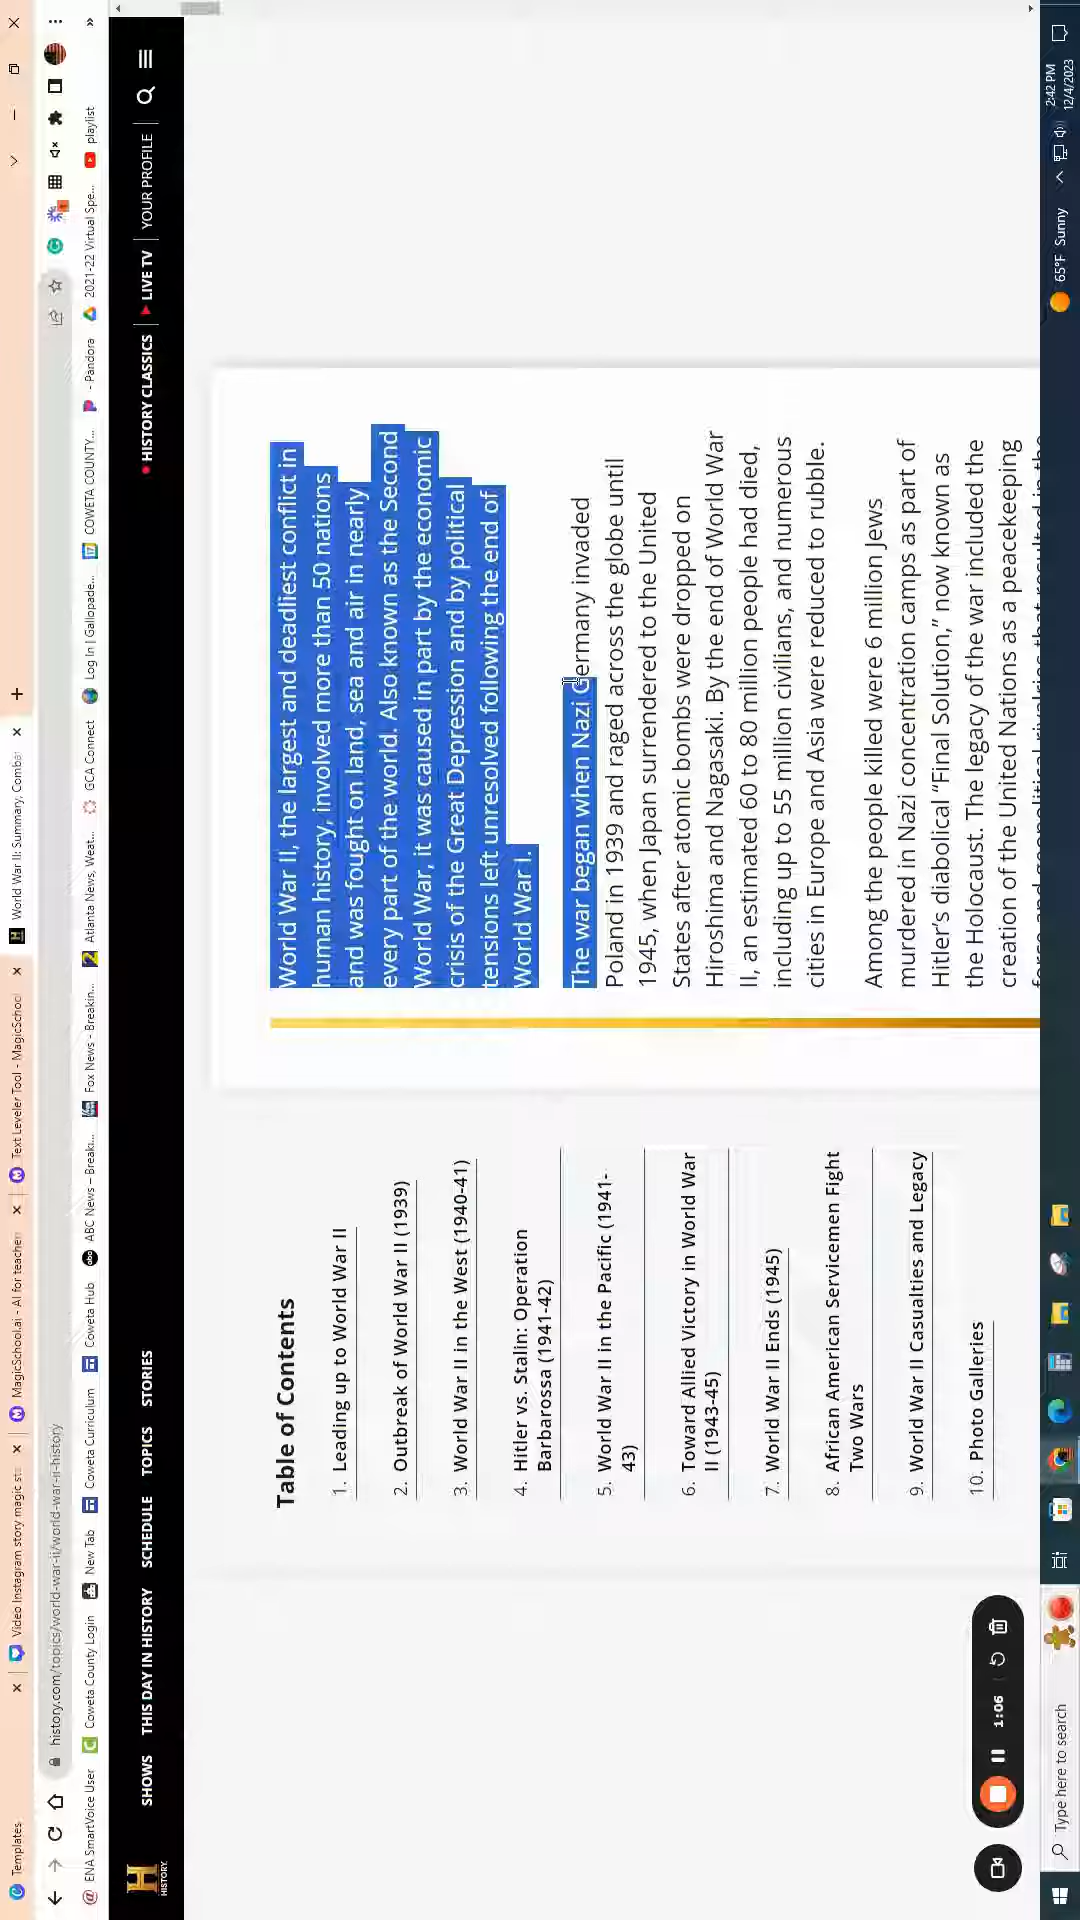 Templates
Video Instagram story magic st
MagicSchool.ai - AI for teacher
Text Leveler Tool - MagicSchool
World War II: Summary, Combat
history.com/topics/world-war-ii/world-war-ii-history
ENA SmartVoice User
Coweta County Login
New Tab
Coweta Curriculum
Coweta Hub
ABC News – Breaki...
Fox News - Breakin...
Atlanta News, Weat...
GCA Connect
Log In | Gallopade...
COWETA COUNTY...
- Pandora
2021-22 Virtual Spe...
playlist
»
H
HISTORY.
SHOWS
THIS DAY IN HISTORY
SCHEDULE
TOPICS
STORIES
HISTORY CLASSICS
LIVE TV
YOUR PROFILE
Table of Contents
1. Leading up to World War II
2. Outbreak of World War II (1939)
3. World War II in the West (1940-41)
4. Hitler vs. Stalin: Operation
Barbarossa (1941-42)
5. World War II in the Pacific (1941-
43)
6. Toward Allied Victory in World War
II (1943-45)
7. World War II Ends (1945)
8. African American Servicemen Fight
Two Wars
9. World War II Casualties and Legacy
10. Photo Galleries
World War II, the largest and deadliest conflict in
human history, involved more than 50 nations
and was fought on land, sea and air in nearly
every part of the world. Also known as the Second
World War, it was caused in part by the economic
crisis of the Great Depression and by political
tensions left unresolved following the end of
World War I.
The war began when Nazi Germany invaded
Poland in 1939 and raged across the globe until
1945, when Japan surrendered to the United
States after atomic bombs were dropped on
Hiroshima and Nagasaki. By the end of World War
II, an estimated 60 to 80 million people had died,
including up to 55 million civilians, and numerous
cities in Europe and Asia were reduced to rubble.
Among the people killed were 6 million Jews
murdered in Nazi concentration camps as part of
Hitler’s diabolical “Final Solution,” now known as
the Holocaust. The legacy of the war included the
creation of the United Nations as a peacekeeping
force and geopolitical rivalries that resulted in the
1:06
Type here to search
65°F Sunny
2:42 PM
12/4/2023